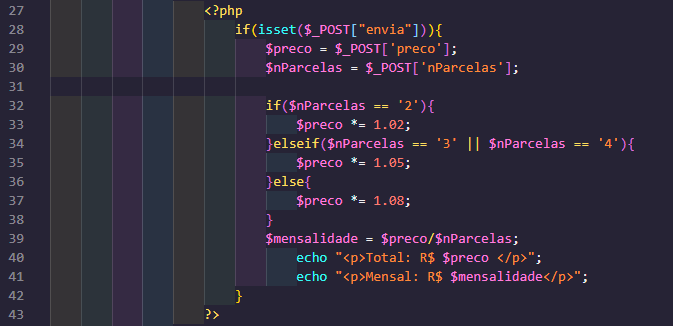 27 <?php
28 if(isset($_POST["envia"])){
29 $preco = $_POST['preco'];
30 $nParcelas = $_POST['nParcelas'];
31
32 if($nParcelas == '2'){
33 $preco *= 1.02;
34 }elseif($nParcelas == '3' || $nParcelas == '4'){
35 $preco *= 1.05;
36 }else{
37 $preco *= 1.08;
38 }
39 $mensalidade = $preco/$nParcelas;
40 echo "<p>Total: R$ $preco </p>";
41 echo "<p>Mensal: R$ $mensalidade</p>";
42 }
43 ?>